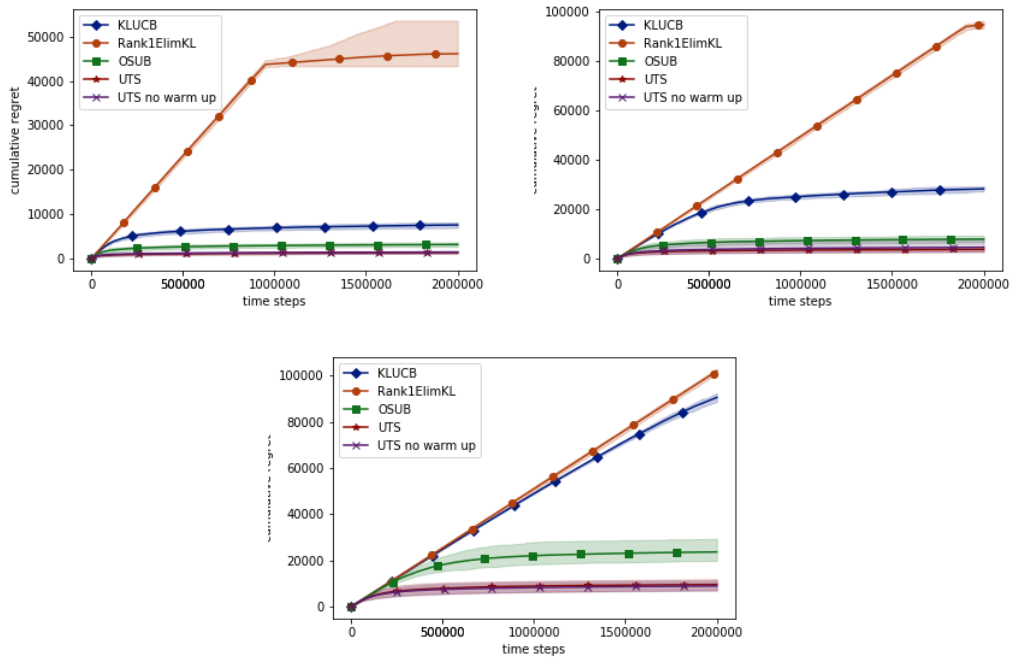 KLUCB
Rank1ElimKL
OSUB
UTS
UTS no warm up
50000
40000
30000
20000
10000
0
cumulative regret
0 500000 1000000 1500000 2000000
time steps
100000
80000
60000
40000
20000
0
KLUCB
Rank1ElimKL
OSUB
UTS
UTS no warm up
regret
0 500000 1000000 1500000 2000000
time steps
100000
80000
60000
40000
20000
0
KLUCB
Rank1ElimKL
OSUB
UTS
UTS no warm up
0 500000 1000000 1500000 2000000
time steps